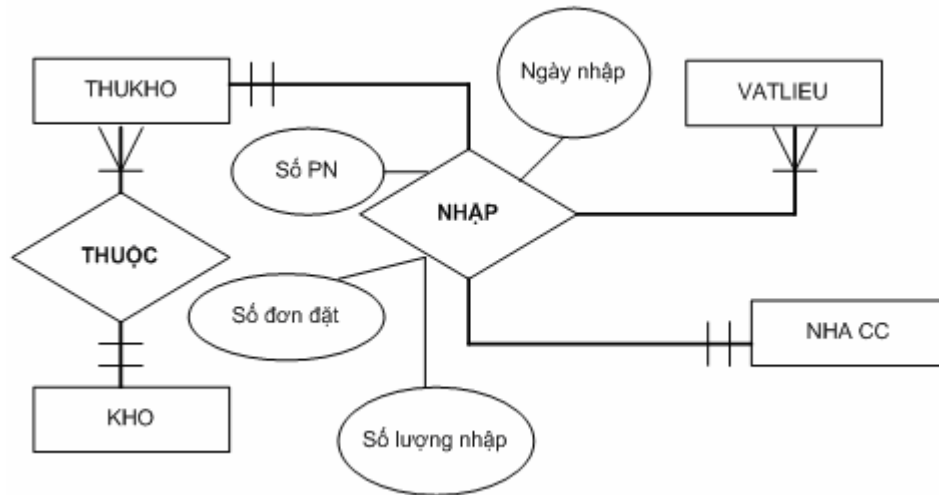 THUKHO
Ngày nhập
VATLIEU
Số PN
NHẬP
THUỘC
Số đơn đặt
NHA CC
KHO
Số lượng nhập